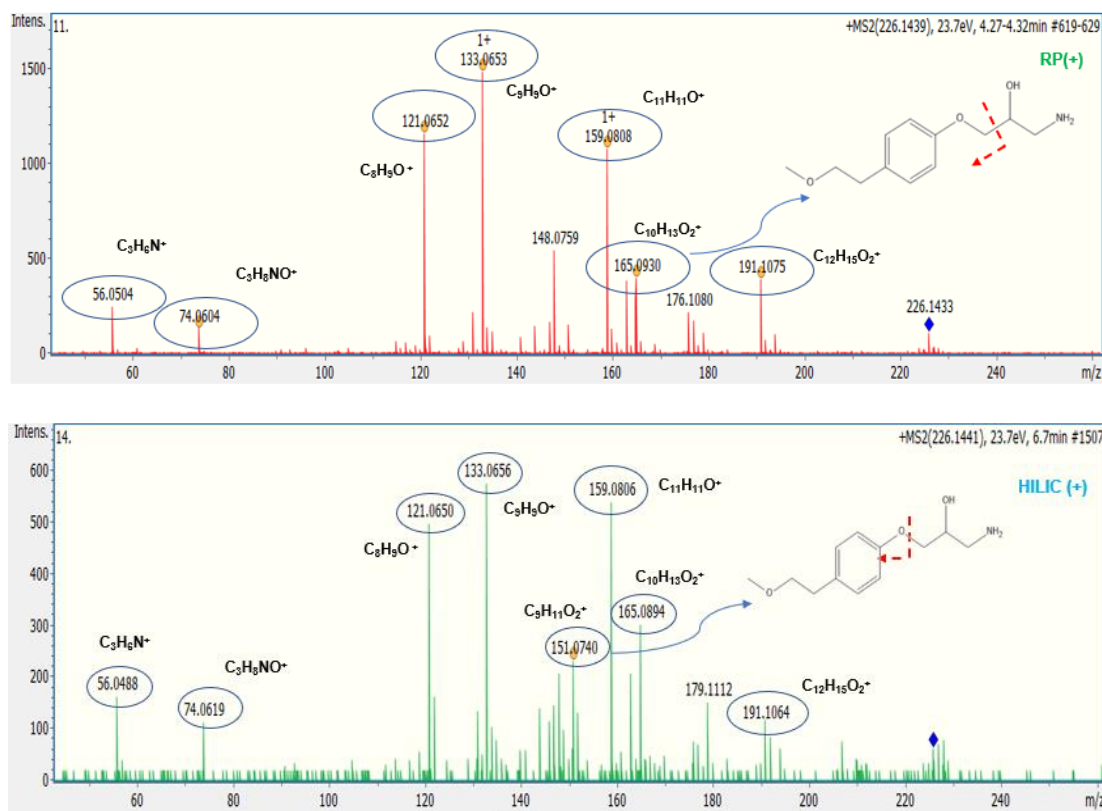 Intens.
11.
+MS2(226.1439), 23.7eV, 4.27-4.32min #619-629
RP(+)
1500
1000
500
0
1+
133.0653
C₉H₉O⁺
121.0652
C₈H₉O⁺
1+
159.0808
C₁₁H₁₁O⁺
OH
O
NH₂
O
C₃H₆N⁺
56.0504
C₃H₈NO⁺
74.0604
148.0759
C₁₀H₁₃O₂⁺
165.0930
176.1080
191.1075
C₁₂H₁₅O₂⁺
226.1433
60 80 100 120 140 160 180 200 220 240 m/z
Intens.
14.
+MS2(226.1441), 23.7eV, 6.7min #1507
HILIC (+)
600
500
400
300
200
100
0
133.0656
C₉H₉O⁺
121.0650
C₈H₉O⁺
159.0806
C₁₁H₁₁O⁺
OH
O
NH₂
O
C₁₀H₁₃O₂⁺
165.0894
C₉H₁₁O₂⁺
151.0740
C₃H₆N⁺
56.0488
C₃H₈NO⁺
74.0619
179.1112
C₁₂H₁₅O₂⁺
191.1064
60 80 100 120 140 160 180 200 220 240 m/z